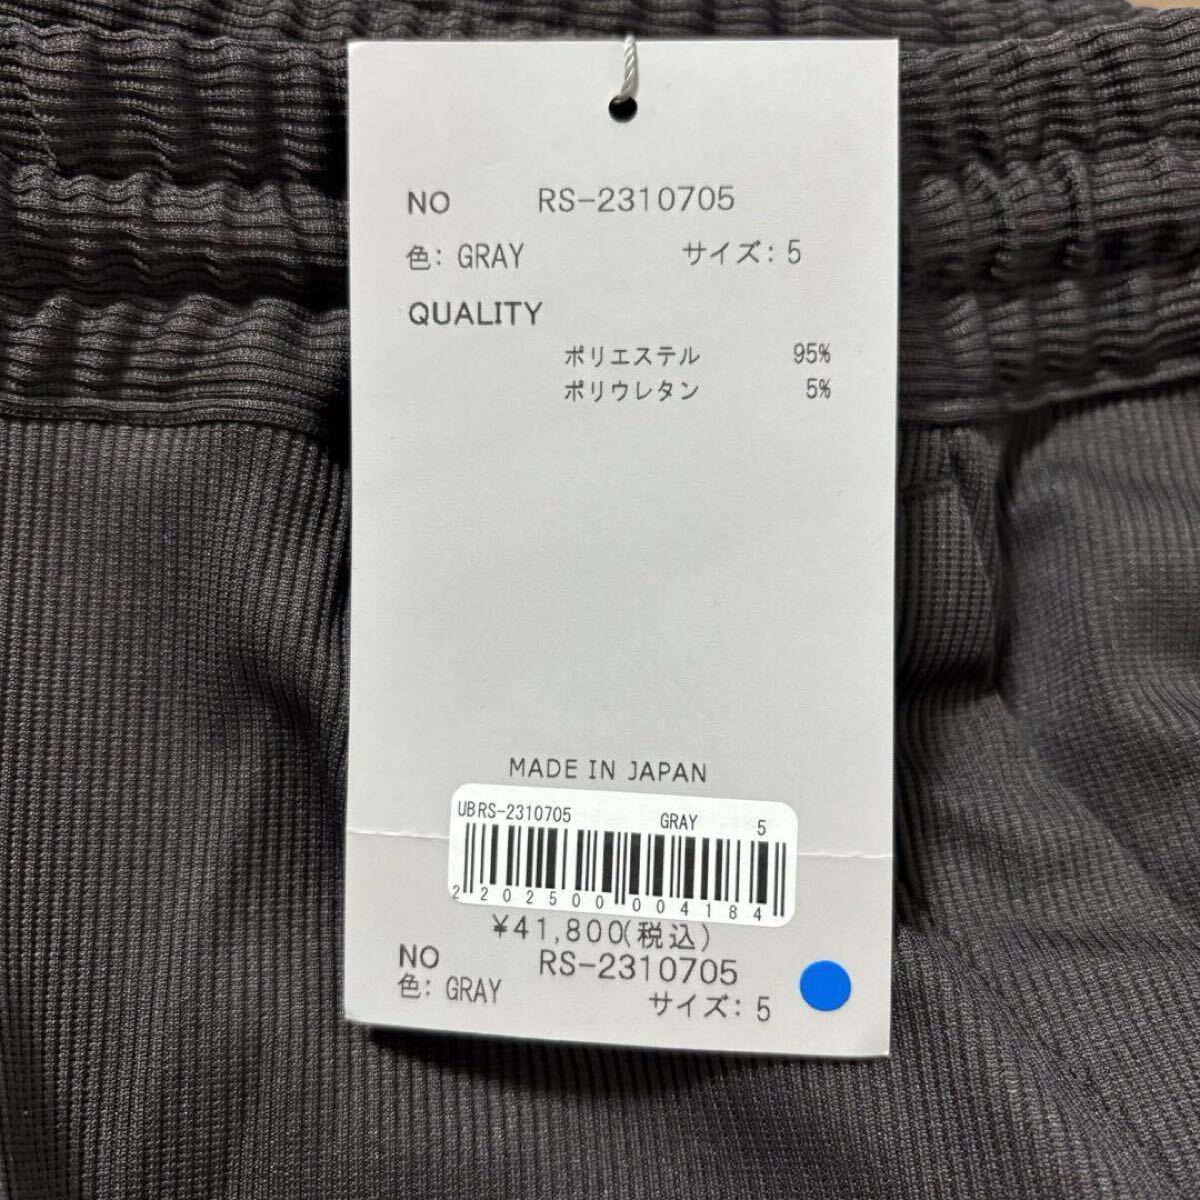 NO RS-2310705
色: GRAY サイズ: 5
QUALITY
ポリエステル 95%
ポリウレタン 5%
MADE IN JAPAN
UBRS-2310705 GRAY 5
2202500004184
¥41,800(税込)
NO RS-2310705
色: GRAY サイズ: 5